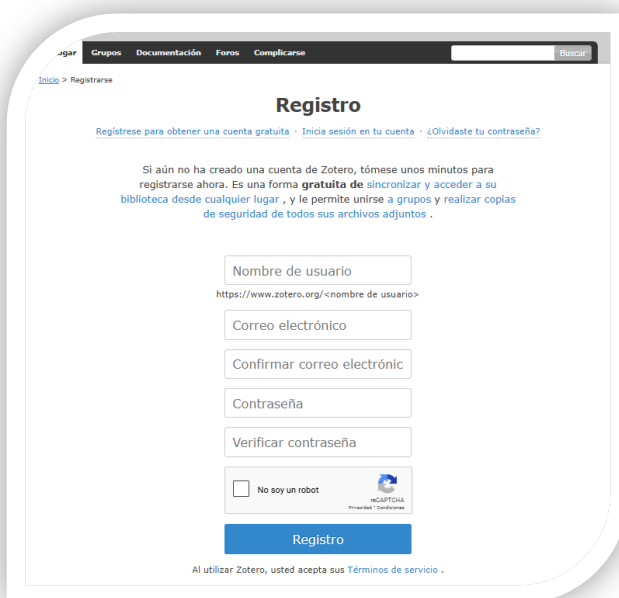 Grupos Documentación Foros Complicarse Buscar
Inicio > Registrarse
Registro
Regístrese para obtener una cuenta gratuita · Inicia sesión en tu cuenta · ¿Olvidaste tu contraseña?
Si aún no ha creado una cuenta de Zotero, tómese unos minutos para
registrarse ahora. Es una forma gratuita de sincronizar y acceder a su
biblioteca desde cualquier lugar , y le permite unirse a grupos y realizar copias
de seguridad de todos sus archivos adjuntos .
Nombre de usuario
https://www.zotero.org/<nombre de usuario>
Correo electrónico
Confirmar correo electrónic
Contraseña
Verificar contraseña
No soy un robot
reCAPTCHA
Privacidad - Condiciones
Registro
Al utilizar Zotero, usted acepta sus Términos de servicio .